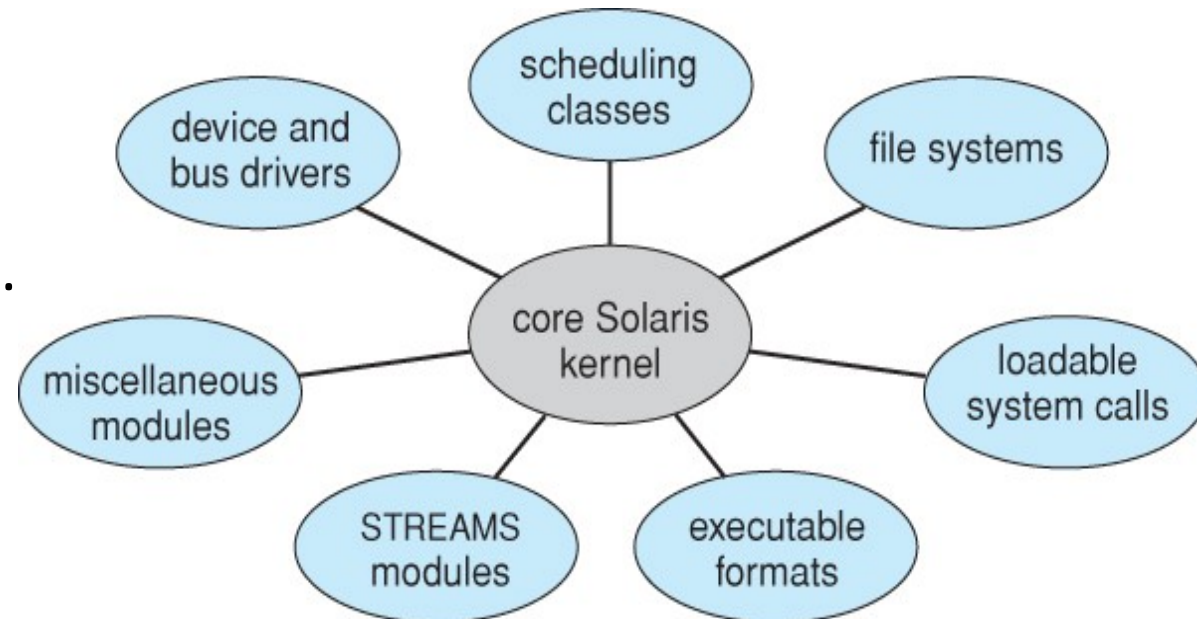 scheduling
classes
device and
bus drivers
file systems
core Solaris
kernel
miscellaneous
modules
loadable
system calls
STREAMS
modules
executable
formats